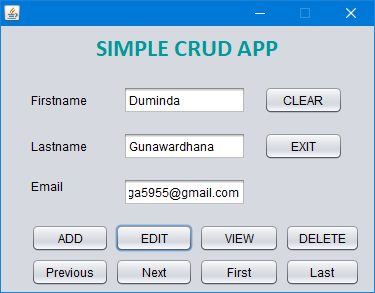 SIMPLE CRUD APP
Firstname Duminda CLEAR
Lastname Gunawardhana EXIT
Email ga5955@gmail.com
ADD EDIT VIEW DELETE
Previous Next First Last